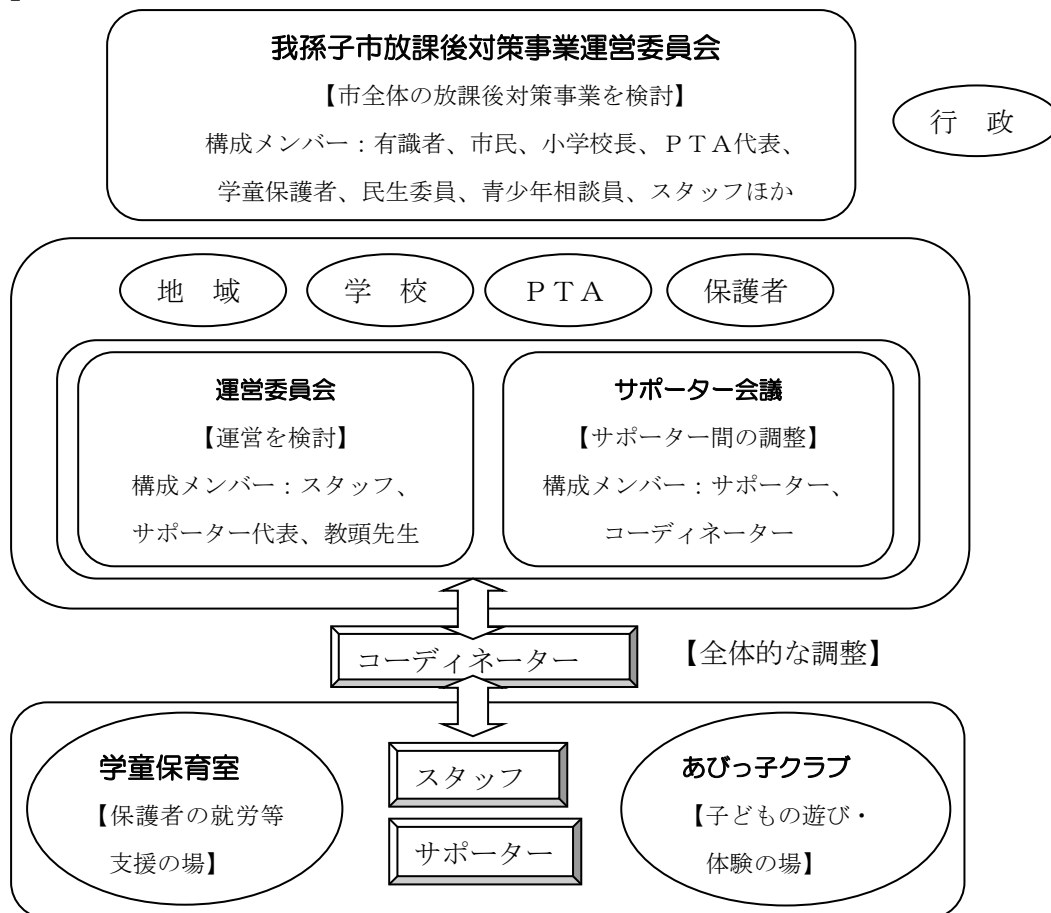 我孫子市放課後対策事業運営委員会
【市全体の放課後対策事業を検討】
構成メンバー：有識者、市民、小学校長、ＰＴＡ代表、
学童保護者、民生委員、青少年相談員、スタッフほか
行　政
地　域
学　校
ＰＴＡ
保護者
運営委員会
【運営を検討】
構成メンバー：スタッフ、
サポーター代表、教頭先生
サポーター会議
【サポーター間の調整】
構成メンバー：サポーター、
コーディネーター
コーディネーター
【全体的な調整】
学童保育室
【保護者の就労等
支援の場】
スタッフ
サポーター
あびっ子クラブ
【子どもの遊び・
体験の場】